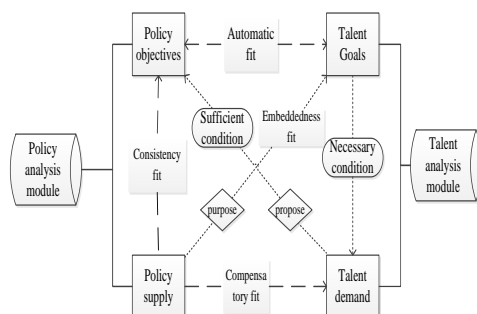 Policy
objectives
Automatic
fit
Talent
Goals
Sufficient
condition
Embeddedness
fit
Policy
analysis
module
Consistency
fit
Necessary
condition
Talent
analysis
module
purpose
propose
Policy
supply
Compensa
tory fit
Talent
demand